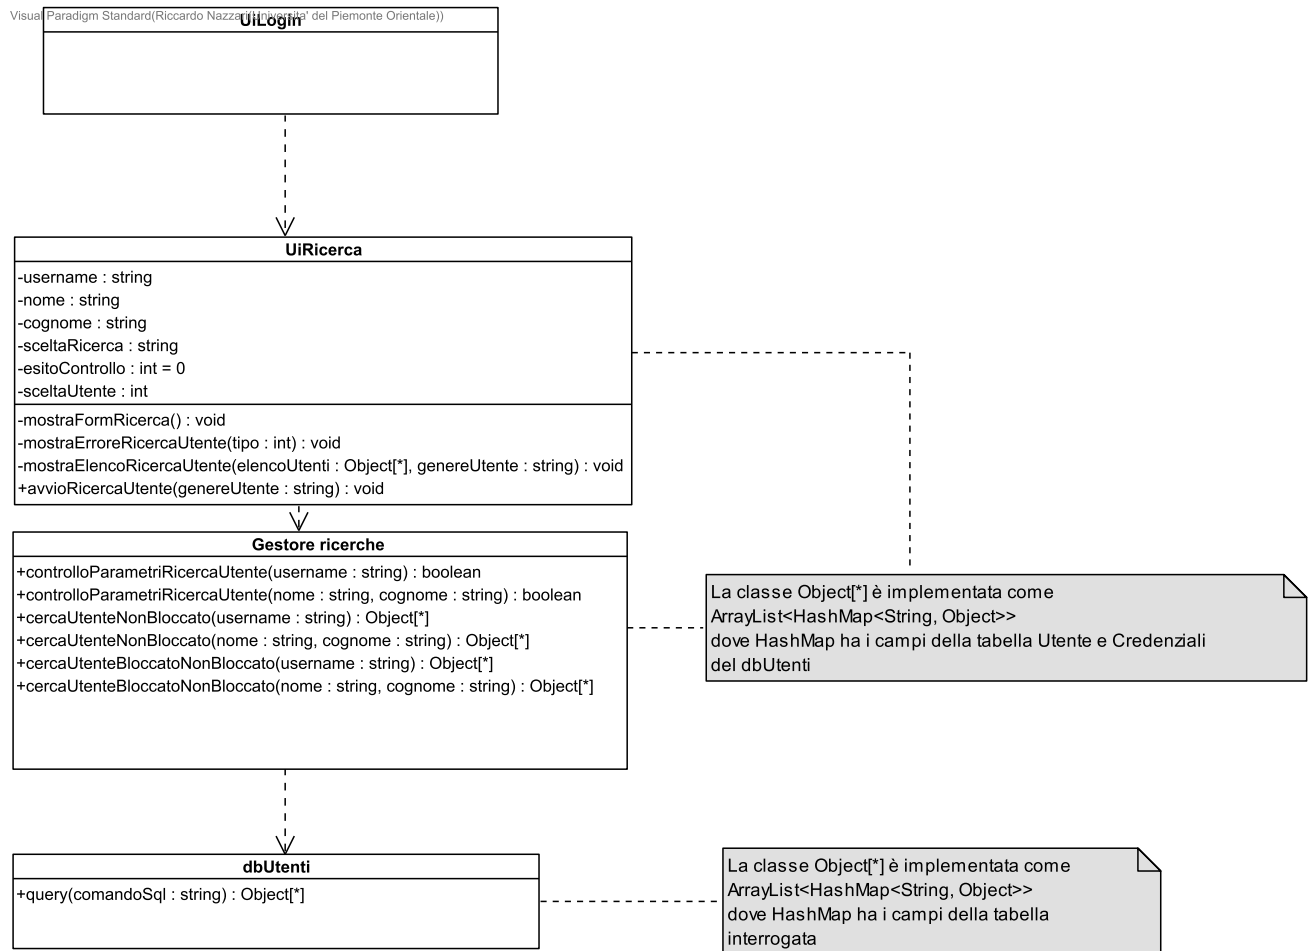 Visual Paradigm Standard(Riccardo Nazzari(Universita' del Piemonte Orientale))
UiLogin
UiRicerca
-username : string
-nome : string
-cognome : string
-sceltaRicerca : string
-esitoControllo : int = 0
-sceltaUtente : int
-mostraFormRicerca() : void
-mostraErroreRicercaUtente(tipo : int) : void
-mostraElencoRicercaUtente(elencoUtenti : Object[*], genereUtente : string) : void
+avvioRicercaUtente(genereUtente : string) : void
Gestore ricerche
+controlloParametriRicercaUtente(username : string) : boolean
+controlloParametriRicercaUtente(nome : string, cognome : string) : boolean
+cercaUtenteNonBloccato(username : string) : Object[*]
+cercaUtenteNonBloccato(nome : string, cognome : string) : Object[*]
+cercaUtenteBloccatoNonBloccato(username : string) : Object[*]
+cercaUtenteBloccatoNonBloccato(nome : string, cognome : string) : Object[*]
La classe Object[*] è implementata come
ArrayList<HashMap<String, Object>>
dove HashMap ha i campi della tabella Utente e Credenziali
del dbUtenti
dbUtenti
+query(comandoSql : string) : Object[*]
La classe Object[*] è implementata come
ArrayList<HashMap<String, Object>>
dove HashMap ha i campi della tabella
interrogata